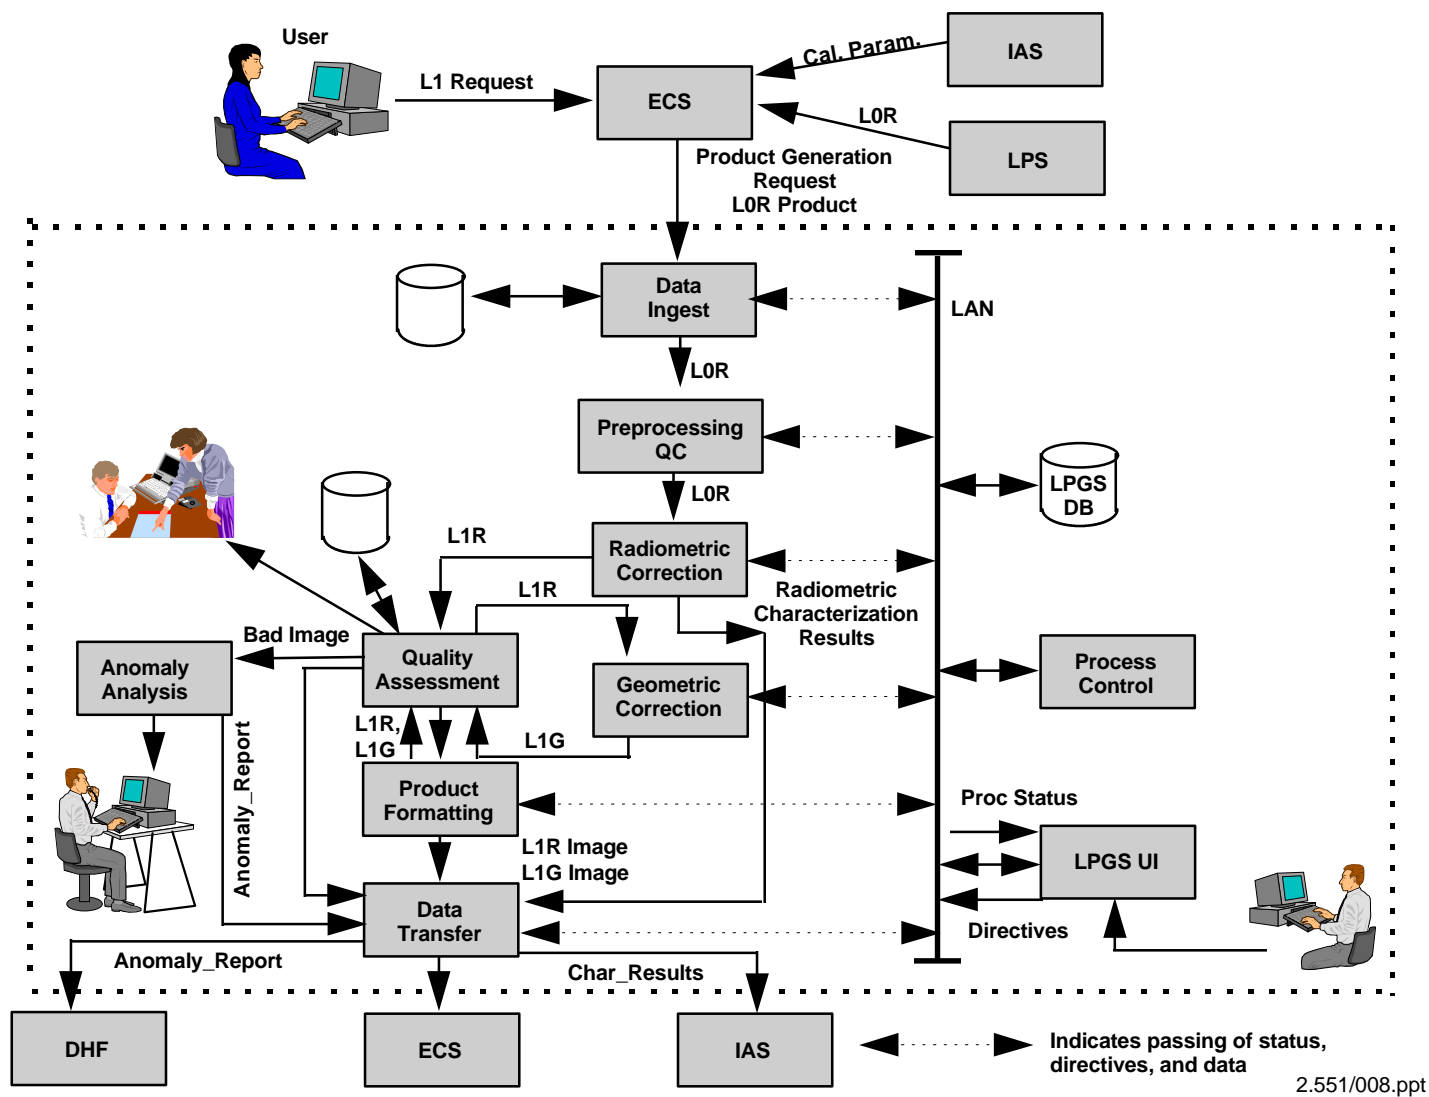 User
L1 Request
ECS
Cal. Param.
IAS
L0R
LPS
Product Generation
Request
L0R Product
Data
Ingest
LAN
L0R
Preprocessing
QC
L0R
LPGS
DB
L1R
Radiometric
Correction
L1R
Radiometric
Characterization
Results
Bad Image
Anomaly
Analysis
Quality
Assessment
Geometric
Correction
Process
Control
L1R,
L1G
L1G
Anomaly_Report
Product
Formatting
Proc Status
L1R Image
L1G Image
LPGS UI
Data
Transfer
Directives
Anomaly_Report
Char_Results
DHF
ECS
IAS
Indicates passing of status,
directives, and data
2.551/008.ppt